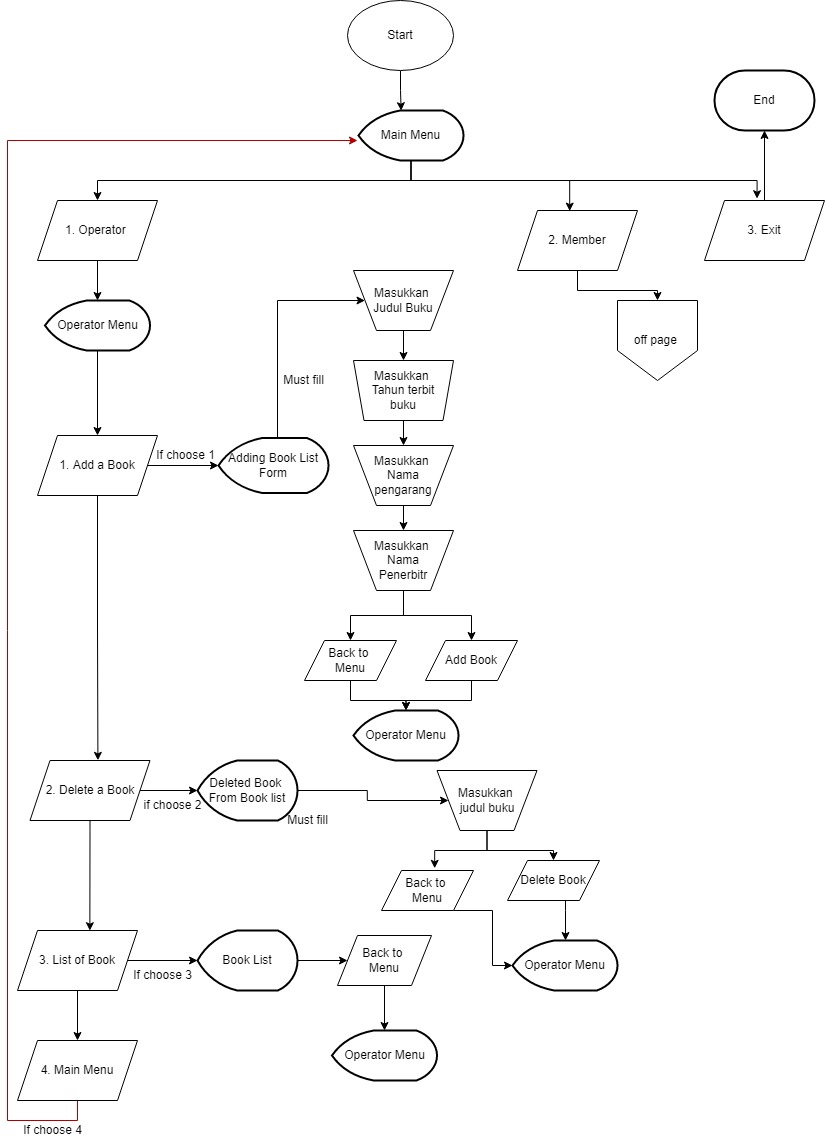 Start
End
Main Menu
1. Operator
2. Member
3. Exit
Operator Menu
off page
Masukkan
Judul Buku
Must fill
Masukkan
Tahun terbit
buku
1. Add a Book
If choose 1
Adding Book List
Form
Masukkan
Nama
pengarang
Masukkan
Nama
Penerbitr
Back to
Menu
Add Book
Operator Menu
2. Delete a Book
if choose 2
Deleted Book
From Book list
Must fill
Masukkan
judul buku
Back to
Menu
Delete Book
3. List of Book
If choose 3
Book List
Back to
Menu
Operator Menu
Operator Menu
4. Main Menu
If choose 4